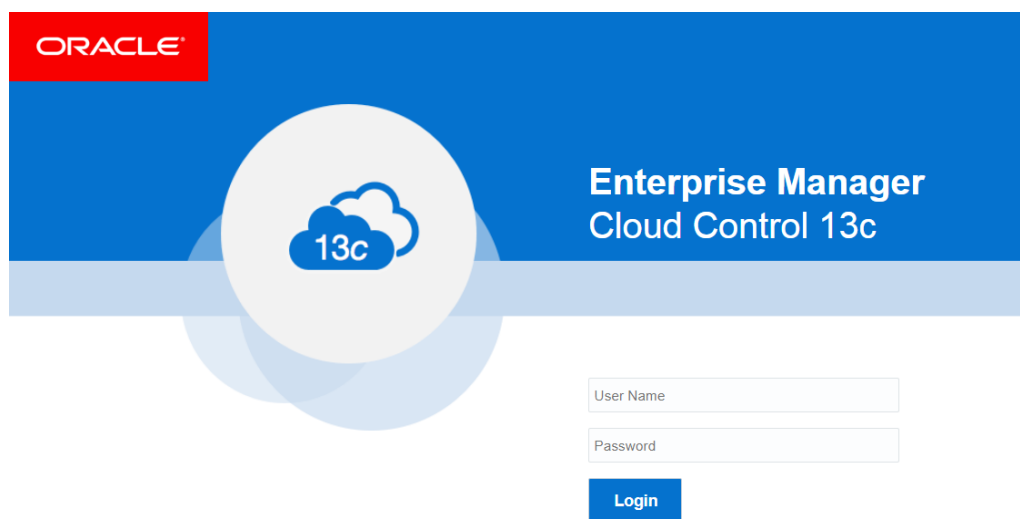 ORACLE®
13c
Enterprise Manager
Cloud Control 13c
User Name
Password
Login